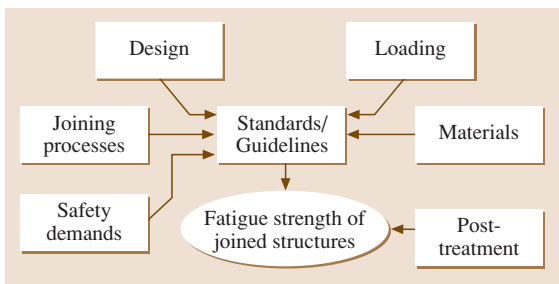 Design
Loading
Joining
processes
Standards/
Guidelines
Materials
Safety
demands
Fatigue strength of
joined structures
Post-
treatment